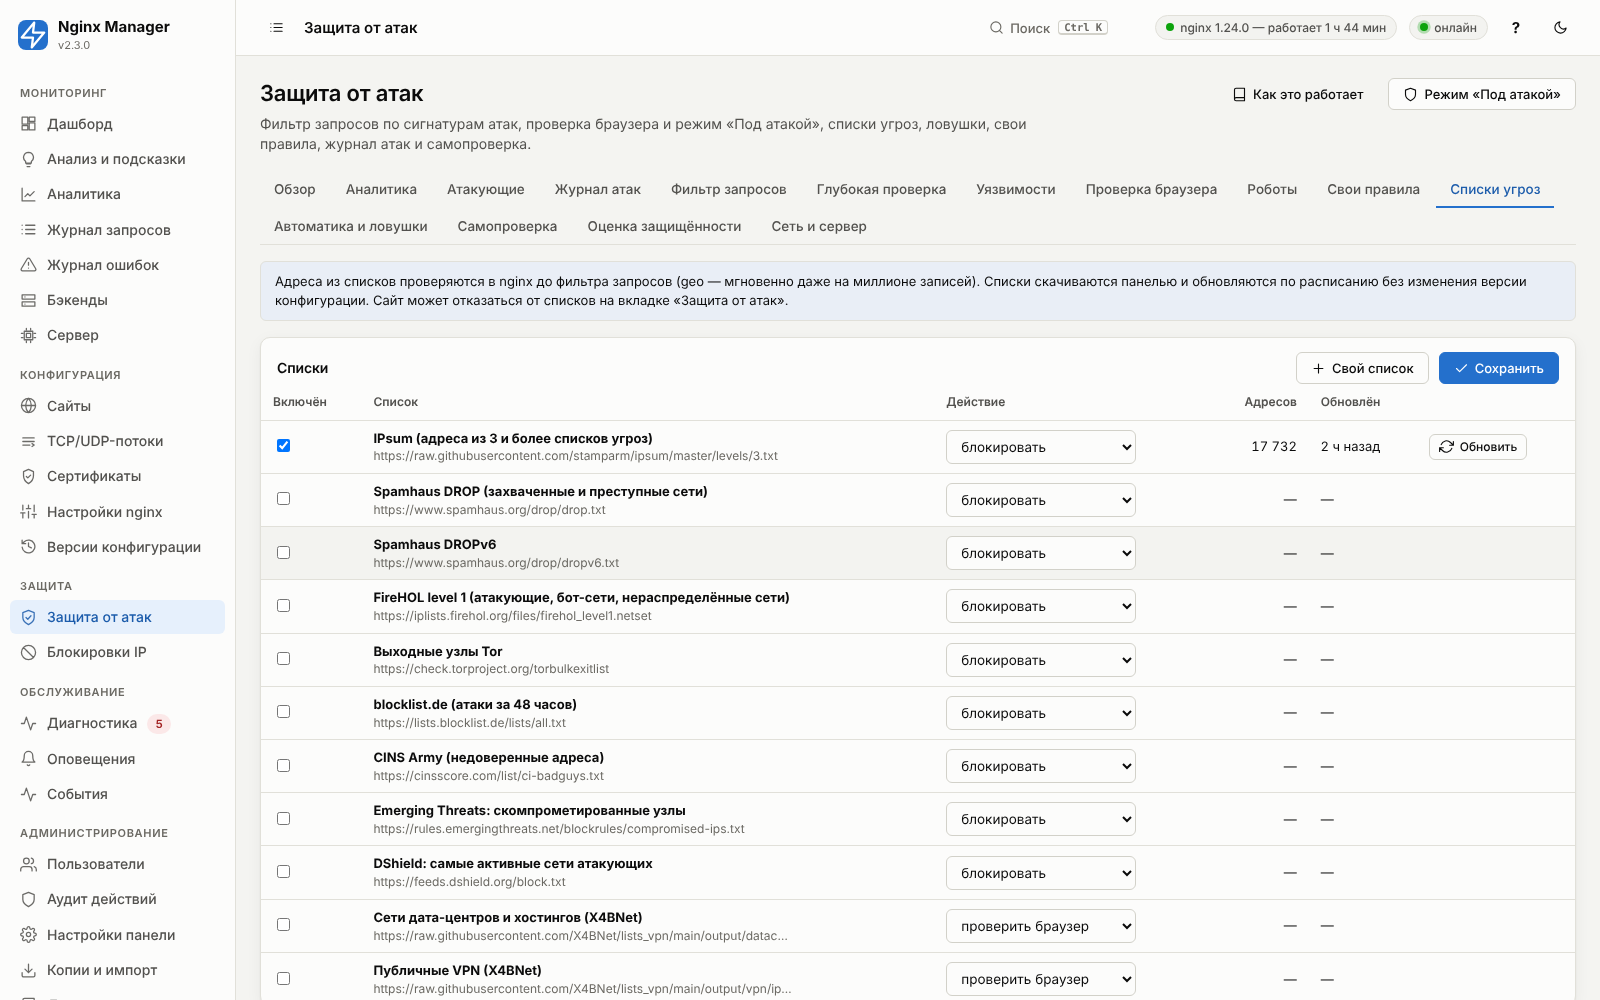 Nginx Manager
v2.3.0
МОНИТОРИНГ
Дашборд
Анализ и подсказки
Аналитика
Журнал запросов
Журнал ошибок
Бэкенды
Сервер
КОНФИГУРАЦИЯ
Сайты
TCP/UDP-потоки
Сертификаты
Настройки nginx
Версии конфигурации
ЗАЩИТА
Защита от атак
Блокировки IP
ОБСЛУЖИВАНИЕ
Диагностика 5
Оповещения
События
АДМИНИСТРИРОВАНИЕ
Пользователи
Аудит действий
Настройки панели
Копии и импорт
Защита от атак
Поиск Ctrl K
nginx 1.24.0 — работает 1 ч 44 мин
онлайн
?
Защита от атак
Как это работает
Режим «Под атакой»
Фильтр запросов по сигнатурам атак, проверка браузера и режим «Под атакой», списки угроз, ловушки, свои
правила, журнал атак и самопроверка.
Обзор Аналитика Атакующие Журнал атак Фильтр запросов Глубокая проверка Уязвимости Проверка браузера Роботы Свои правила Списки угроз
Автоматика и ловушки Самопроверка Оценка защищённости Сеть и сервер
Адреса из списков проверяются в nginx до фильтра запросов (geo — мгновенно даже на миллионе записей). Списки скачиваются панелью и обновляются по расписанию без изменения версии
конфигурации. Сайт может отказаться от списков на вкладке «Защита от атак».
Списки
Свой список
Сохранить
Включён Список Действие Адресов Обновлён
IPsum (адреса из 3 и более списков угроз)
https://raw.githubusercontent.com/stamparm/ipsum/master/levels/3.txt
блокировать 17 732 2 ч назад Обновить
Spamhaus DROP (захваченные и преступные сети)
https://www.spamhaus.org/drop/drop.txt
блокировать — —
Spamhaus DROPv6
https://www.spamhaus.org/drop/dropv6.txt
блокировать — —
FireHOL level 1 (атакующие, бот-сети, нераспределённые сети)
https://iplists.firehol.org/files/firehol_level1.netset
блокировать — —
Выходные узлы Tor
https://check.torproject.org/torbulkexitlist
блокировать — —
blocklist.de (атаки за 48 часов)
https://lists.blocklist.de/lists/all.txt
блокировать — —
CINS Army (недоверенные адреса)
https://cinsscore.com/list/ci-badguys.txt
блокировать — —
Emerging Threats: скомпрометированные узлы
https://rules.emergingthreats.net/blockrules/compromised-ips.txt
блокировать — —
DShield: самые активные сети атакующих
https://feeds.dshield.org/block.txt
блокировать — —
Сети дата-центров и хостингов (X4BNet)
https://raw.githubusercontent.com/X4BNet/lists_vpn/main/output/datac...
проверить браузер — —
Публичные VPN (X4BNet)
https://raw.githubusercontent.com/X4BNet/lists_vpn/main/output/vpn/ip...
проверить браузер — —